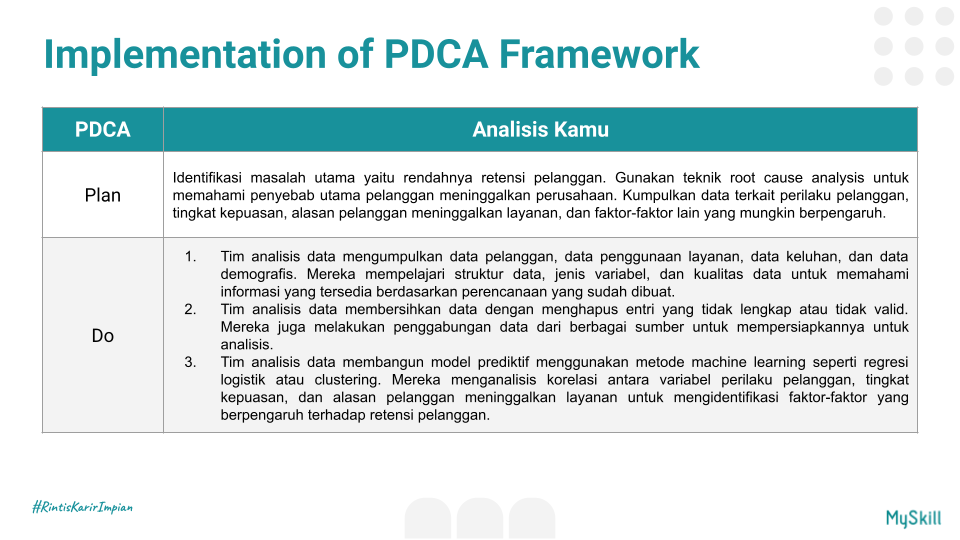 Implementation of PDCA Framework
PDCA
Analisis Kamu
Plan
Identifikasi masalah utama yaitu rendahnya retensi pelanggan. Gunakan teknik root cause analysis untuk
memahami penyebab utama pelanggan meninggalkan perusahaan. Kumpulkan data terkait perilaku pelanggan,
tingkat kepuasan, alasan pelanggan meninggalkan layanan, dan faktor-faktor lain yang mungkin berpengaruh.
Do
1. Tim analisis data mengumpulkan data pelanggan, data penggunaan layanan, data keluhan, dan data
demografis. Mereka mempelajari struktur data, jenis variabel, dan kualitas data untuk memahami
informasi yang tersedia berdasarkan perencanaan yang sudah dibuat.
2. Tim analisis data membersihkan data dengan menghapus entri yang tidak lengkap atau tidak valid.
Mereka juga melakukan penggabungan data dari berbagai sumber untuk mempersiapkannya untuk
analisis.
3. Tim analisis data membangun model prediktif menggunakan metode machine learning seperti regresi
logistik atau clustering. Mereka menganalisis korelasi antara variabel perilaku pelanggan, tingkat
kepuasan, dan alasan pelanggan meninggalkan layanan untuk mengidentifikasi faktor-faktor yang
berpengaruh terhadap retensi pelanggan.
#RintisKarirImpian
MySkill